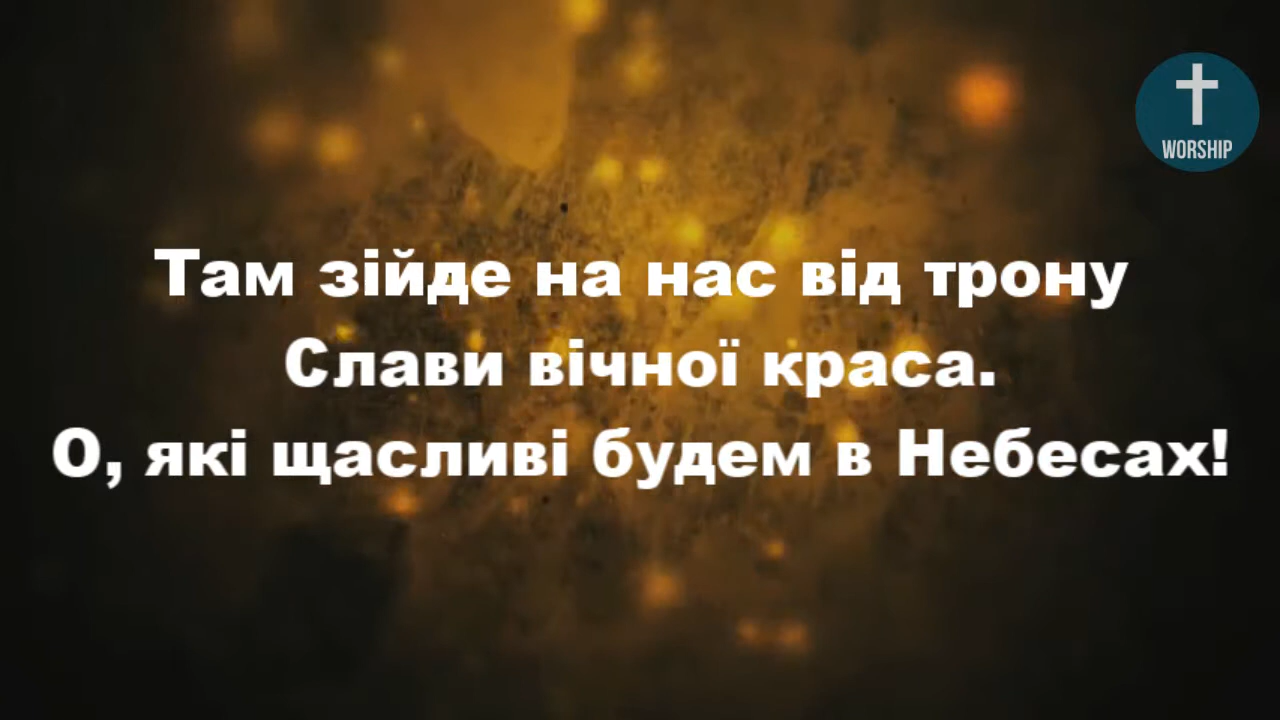 WORSHIP
Там зійде на нас від трону
Слави вічної краса.
О, які щасливі будем в Небесах!